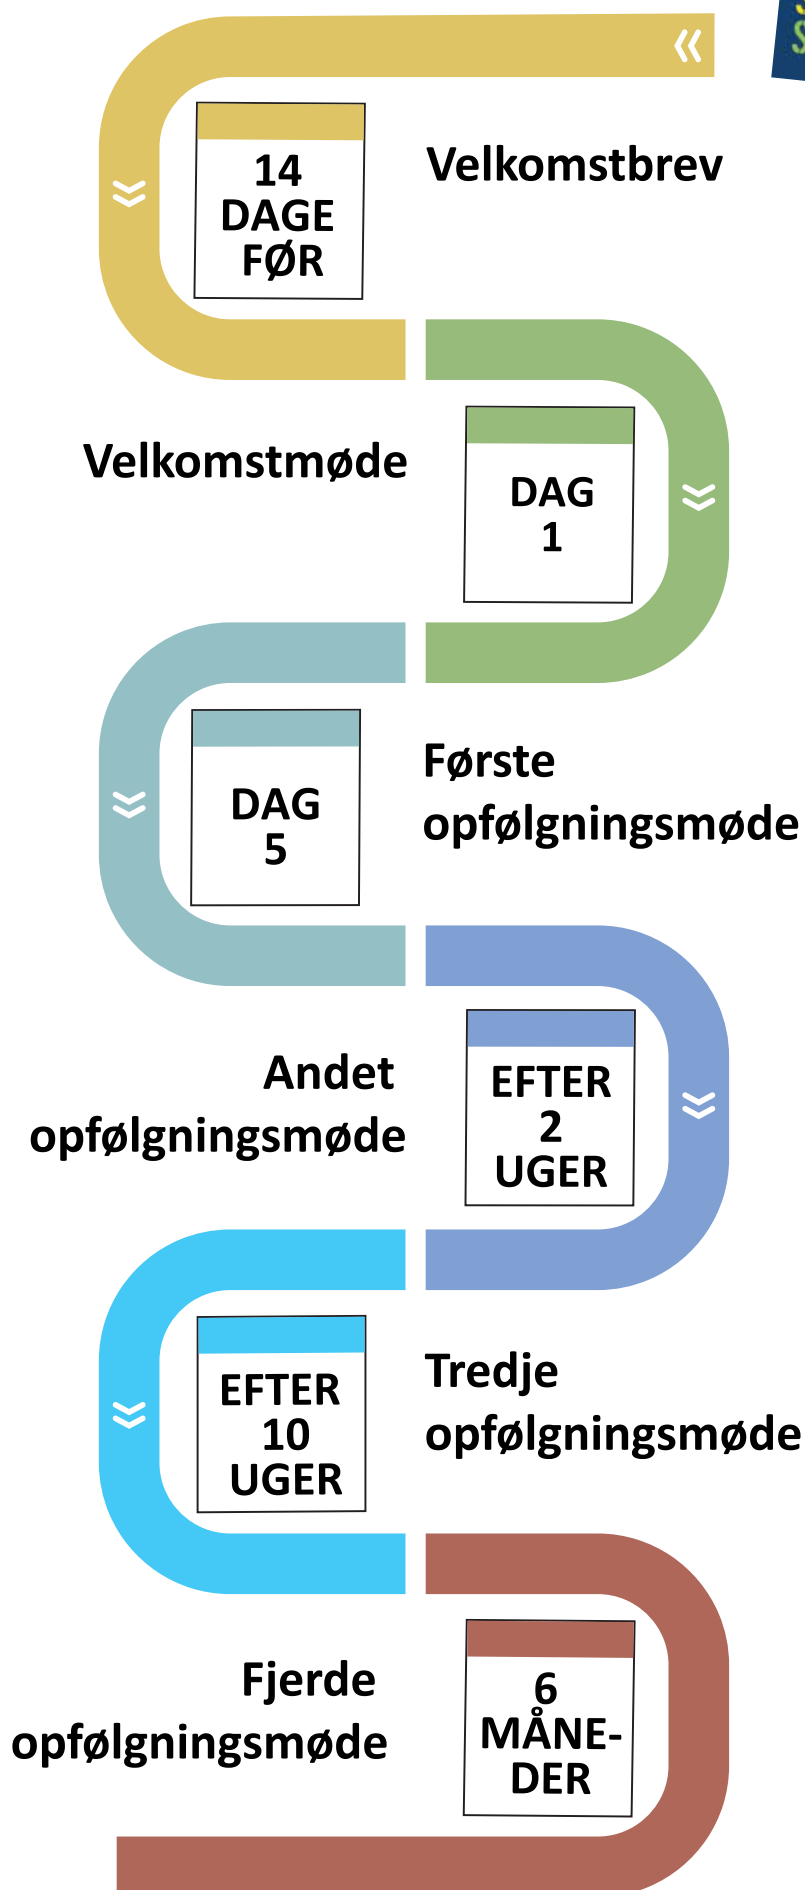 14
DAGE
FØR
Velkomstbrev
Velkomstmøde
DAG
1
DAG
5
Første
opfølgningsmøde
Andet
opfølgningsmøde
EFTER
2
UGER
EFTER
10
UGER
Tredje
opfølgningsmøde
Fjerde
opfølgningsmøde
6
MÅNE-
DER